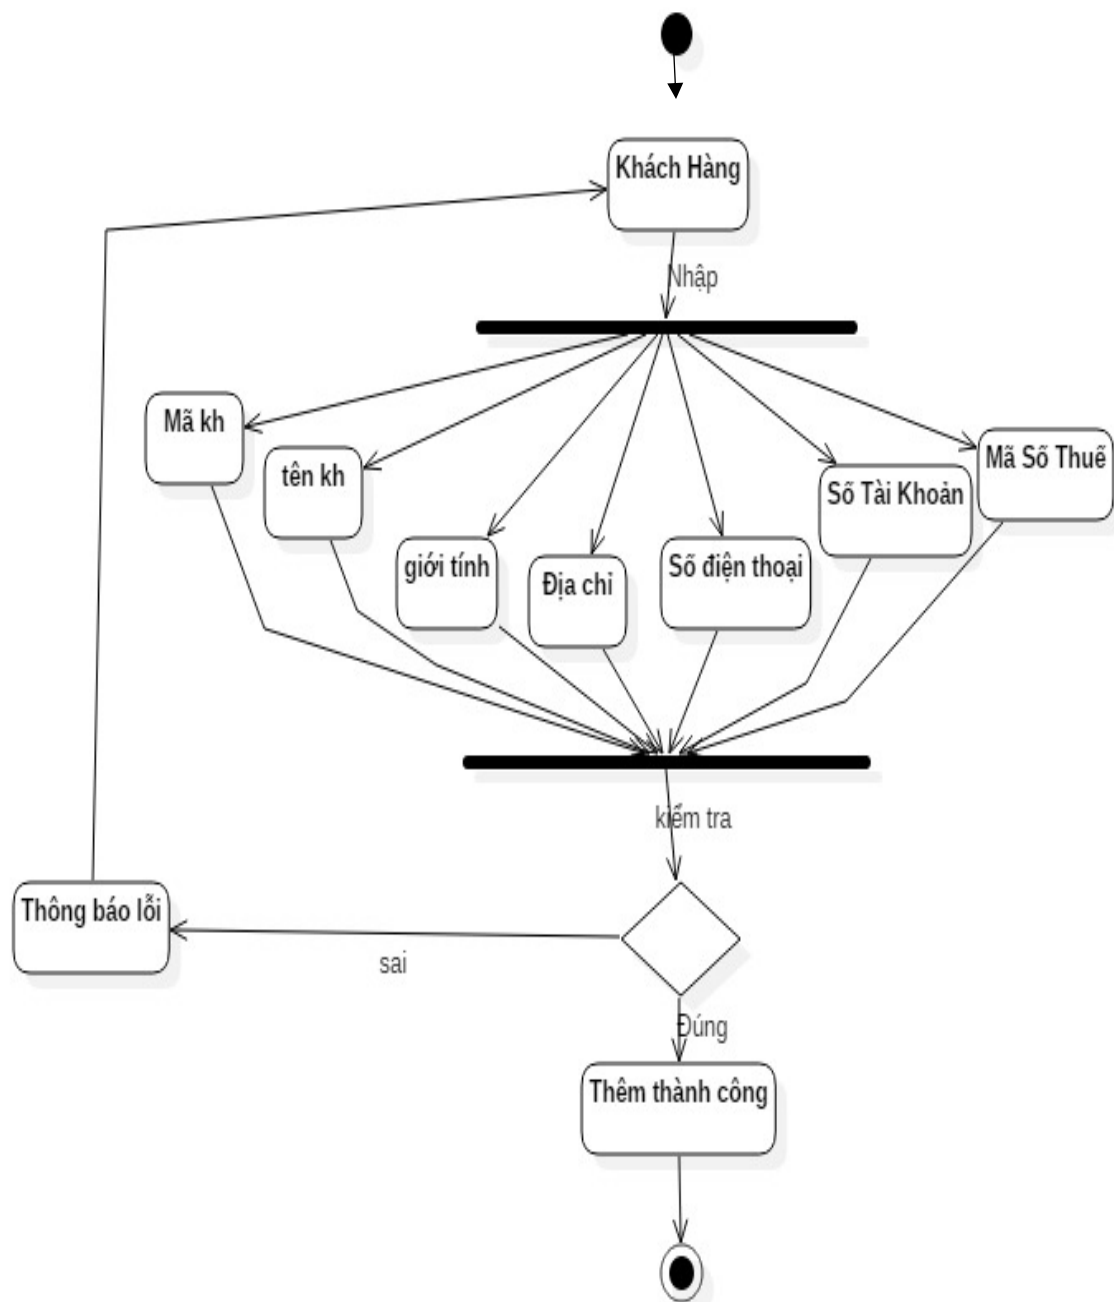 Khách Hàng
Nhập
Mã kh
tên kh
giới tính
Địa chỉ
Số điện thoại
Số Tài Khoản
Mã Số Thuế
kiểm tra
Thông báo lỗi
sai
Đúng
Thêm thành công